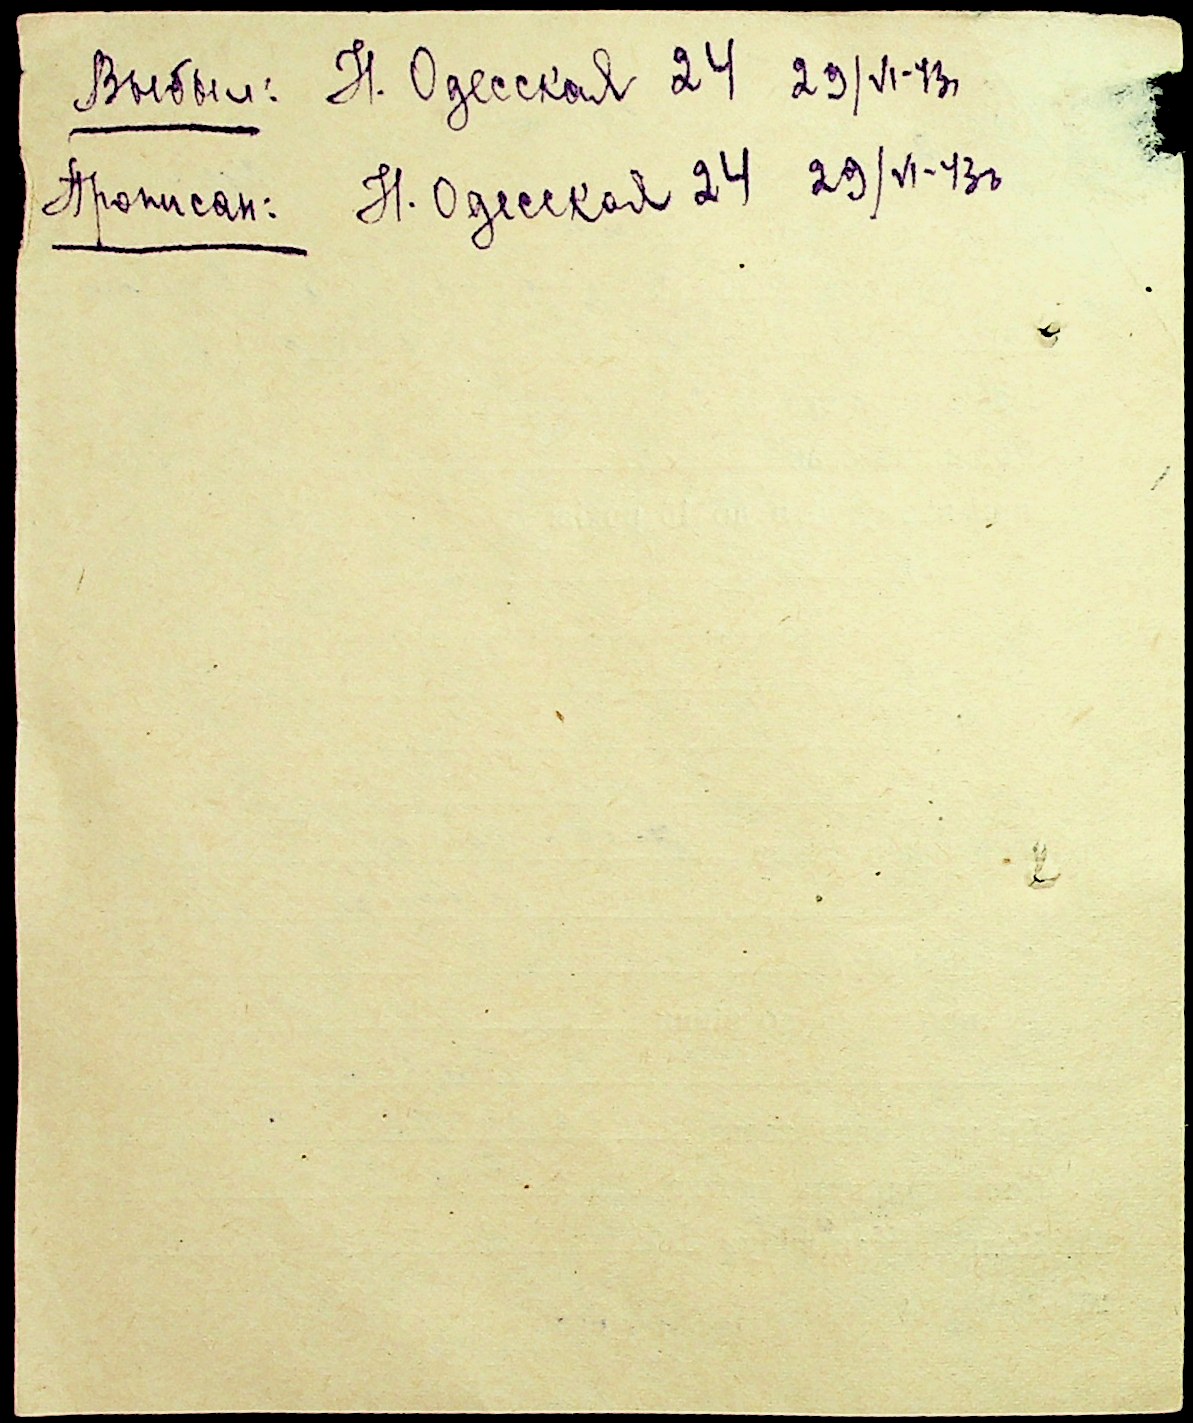 Выбыл: Н. Одесская 24 29/VI-43г
Прописан: Н. Одесская 24 29/VI-43г